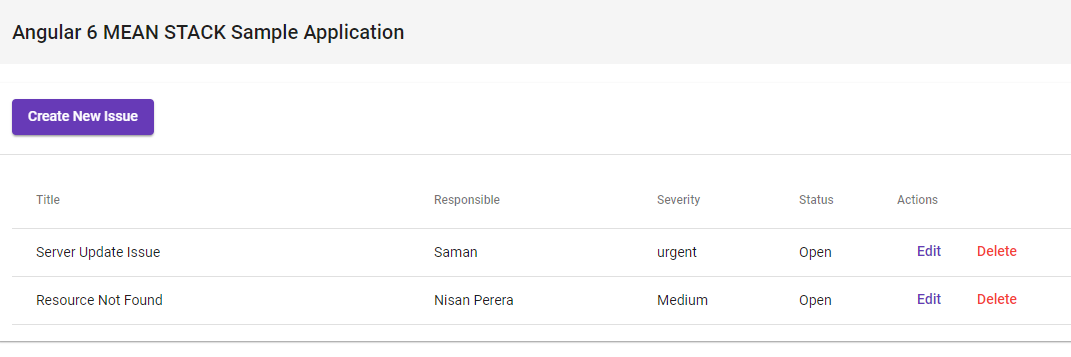 Angular 6 MEAN STACK Sample Application
Create New Issue
Title Responsible Severity Status Actions
Server Update Issue Saman urgent Open Edit Delete
Resource Not Found Nisan Perera Medium Open Edit Delete